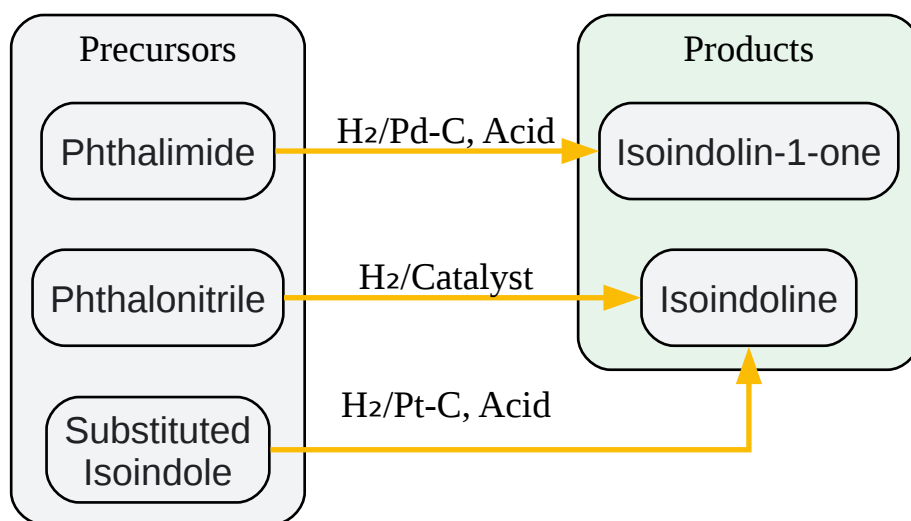 Precursors
Products
Phthalimide
H₂/Pd-C, Acid
Isoindolin-1-one
Phthalonitrile
H₂/Catalyst
Isoindoline
Substituted
Isoindole
H₂/Pt-C, Acid